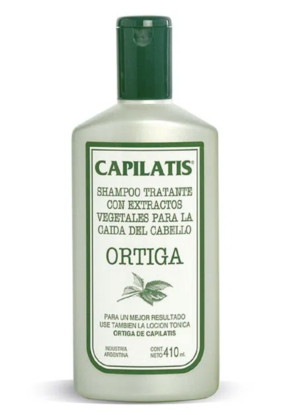 CAPILATIS®
SHAMPOO TRATANTE
CON EXTRACTOS
VEGETALES PARA LA
CAIDA DEL CABELLO
ORTIGA
PARA UN MEJOR RESULTADO
USE TAMBIEN LA LOCION TONICA
ORTIGA DE CAPILATIS
INDUSTRIA CONT.
ARGENTINA NETO 410 ml.